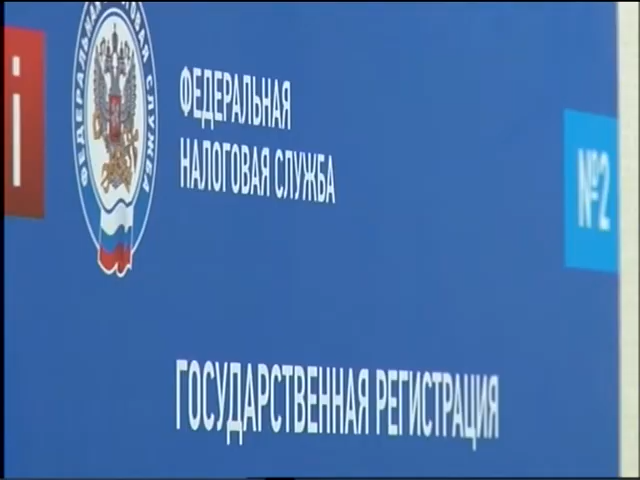 i
ФЕДЕРАЛЬНАЯ
НАЛОГОВАЯ СЛУЖБА
№2
ГОСУДАРСТВЕННАЯ РЕГИСТРАЦИЯ